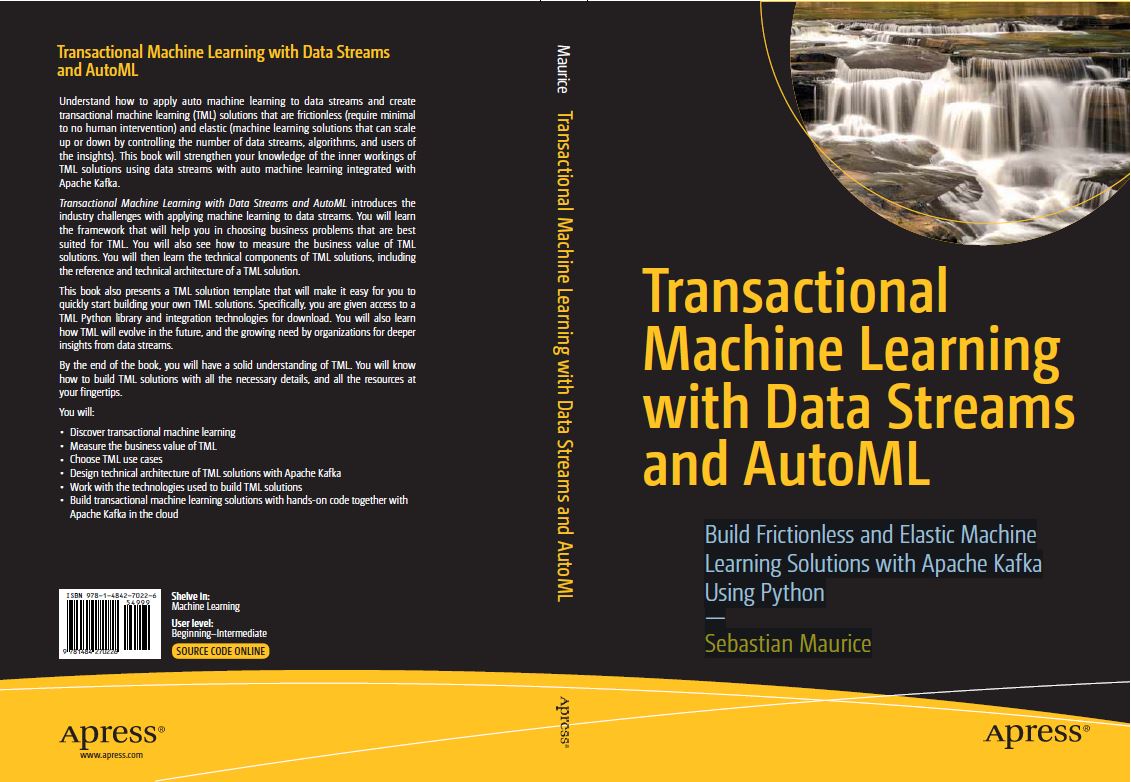 Transactional Machine Learning with Data Streams
and AutoML
Understand how to apply auto machine learning to data streams and create
transactional machine learning (TML) solutions that are frictionless (require minimal
to no human intervention) and elastic (machine learning solutions that can scale
up or down by controlling the number of data streams, algorithms, and users of
the insights). This book will strengthen your knowledge of the inner workings of
TML solutions using data streams with auto machine learning integrated with
Apache Kafka.
Transactional Machine Learning with Data Streams and AutoML introduces the
industry challenges with applying machine learning to data streams. You will learn
the framework that will help you in choosing business problems that are best
suited for TML. You will also see how to measure the business value of TML
solutions. You will then learn the technical components of TML solutions, including
the reference and technical architecture of a TML solution.
This book also presents a TML solution template that will make it easy for you to
quickly start building your own TML solutions. Specifically, you are given access to a
TML Python library and integration technologies for download. You will also learn
how TML will evolve in the future, and the growing need by organizations for deeper
insights from data streams.
By the end of the book, you will have a solid understanding of TML. You will know
how to build TML solutions with all the necessary details, and all the resources at
your fingertips.
You will:
• Discover transactional machine learning
• Measure the business value of TML
• Choose TML use cases
• Design technical architecture of TML solutions with Apache Kafka
• Work with the technologies used to build TML solutions
• Build transactional machine learning solutions with hands-on code together with
Apache Kafka in the cloud
ISBN 978-1-4842-7022-6
54999
9 781484 270226
Shelve In:
Machine Learning
User level:
Beginning–Intermediate
SOURCE CODE ONLINE
Apress®
www.apress.com
Maurice
Transactional Machine Learning with Data Streams and AutoML
Apress®
Transactional
Machine Learning
with Data Streams
and AutoML
Build Frictionless and Elastic Machine
Learning Solutions with Apache Kafka
Using Python
—
Sebastian Maurice
Apress®